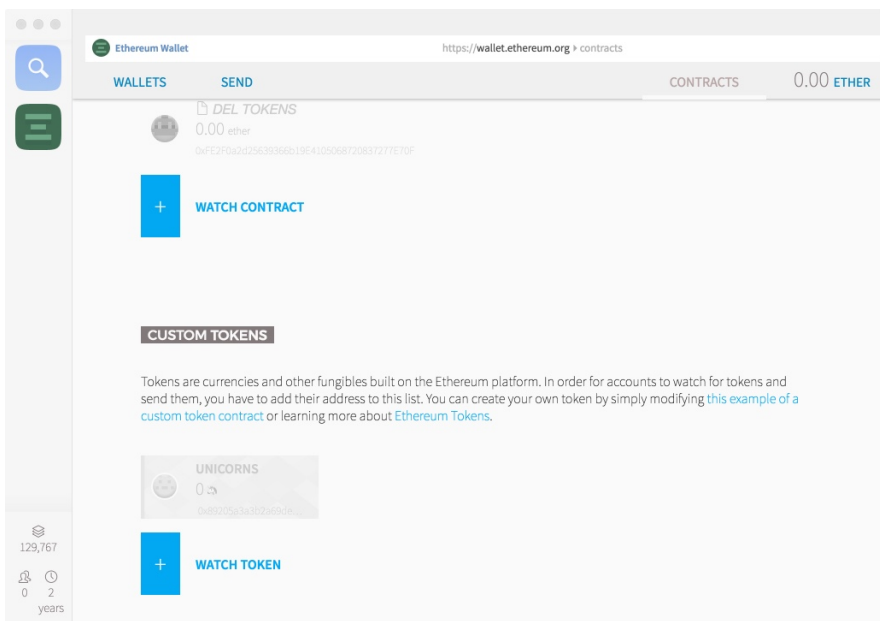 Ethereum Wallet
https://wallet.ethereum.org ▸ contracts
WALLETS SEND CONTRACTS 0.00 ETHER
DEL TOKENS
0.00 ether
WATCH CONTRACT
CUSTOM TOKENS
Tokens are currencies and other fungibles built on the Ethereum platform. In order for accounts to watch for tokens and
send them, you have to add their address to this list. You can create your own token by simply modifying this example of a
custom token contract or learning more about Ethereum Tokens.
UNICORNS
0
WATCH TOKEN
129,767
0 2
years